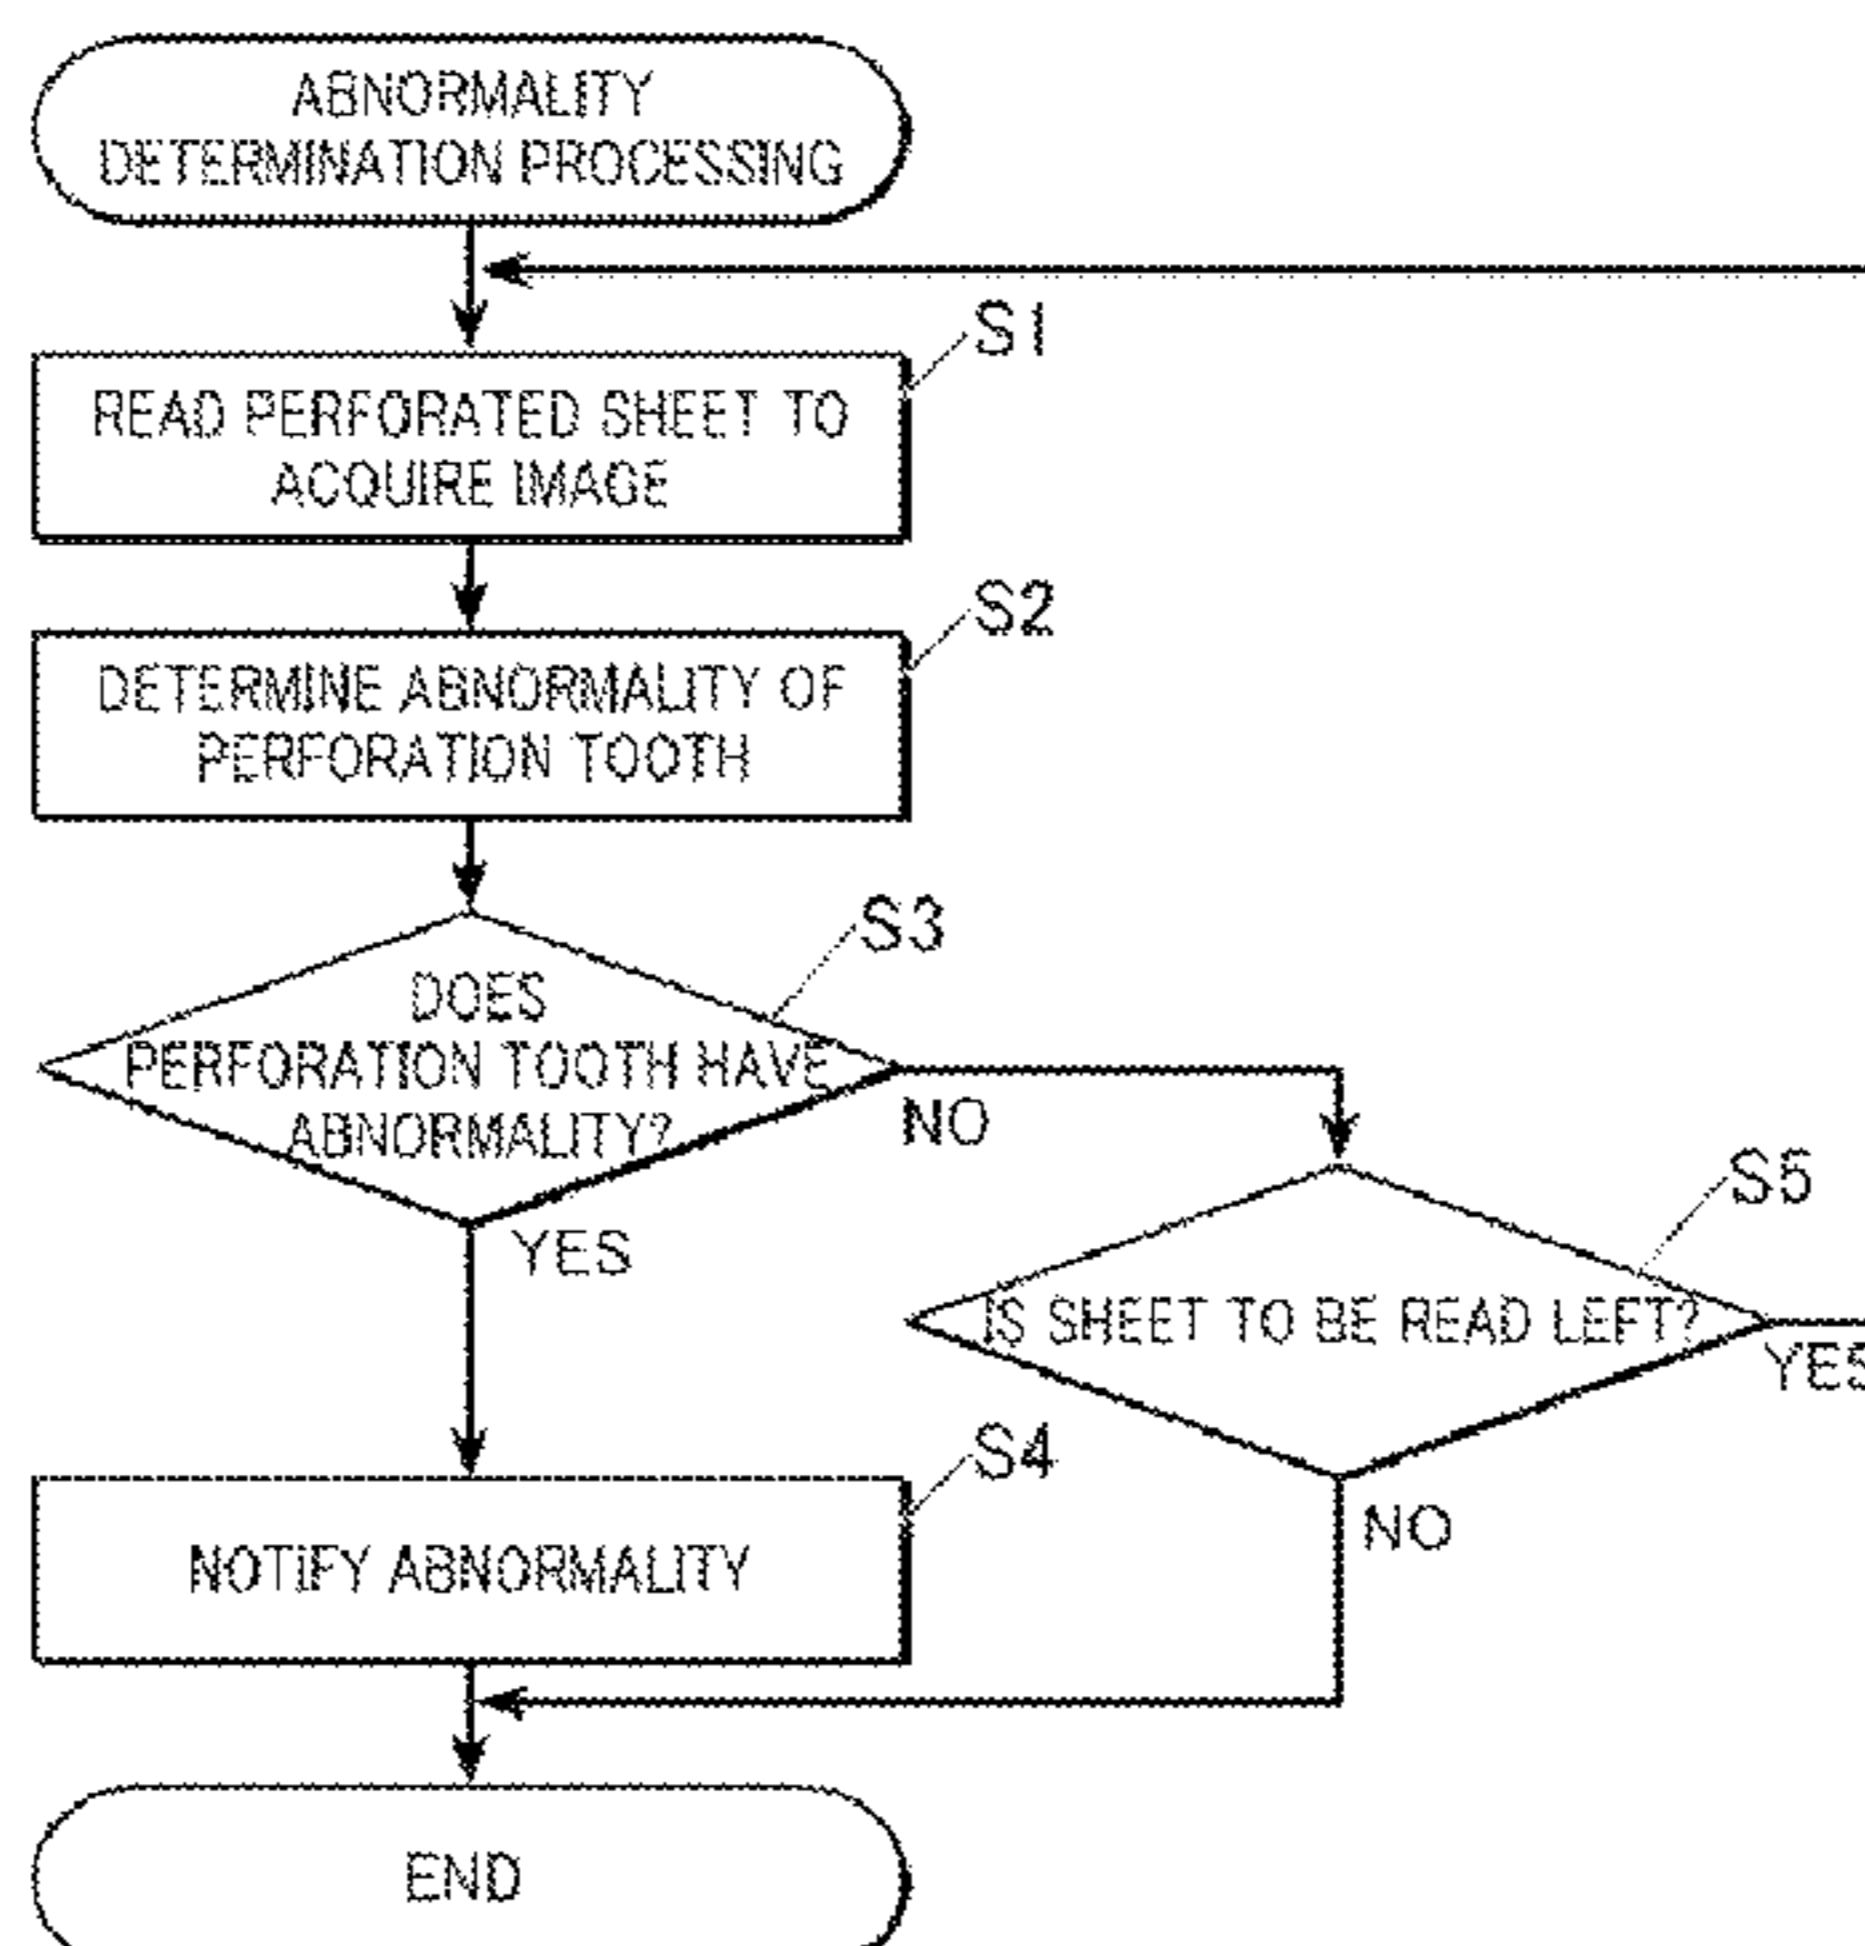 ABNORMALITY
DETERMINATION PROCESSING
S1
READ PERFORATED SHEET TO
ACQUIRE IMAGE
S2
DETERMINE ABNORMALITY OF
PERFORATION TOOTH
S3
DOES
PERFORATION TOOTH HAVE
ABNORMALITY?
NO
YES
S5
IS SHEET TO BE READ LEFT?
YES
NO
S4
NOTIFY ABNORMALITY
END